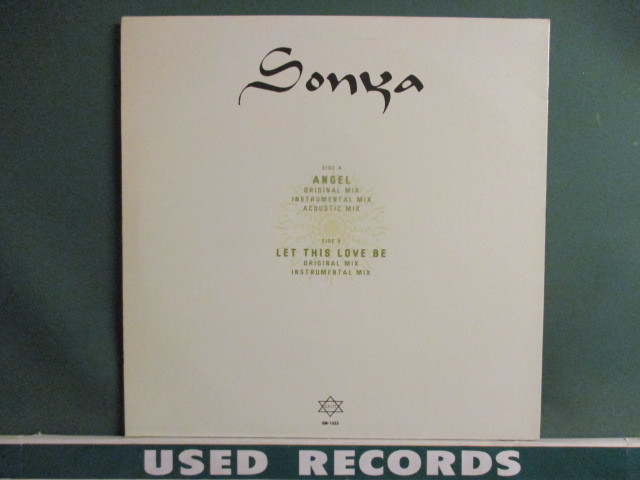 Sonya
SIDE A
ANGEL
ORIGINAL MIX
INSTRUMENTAL MIX
ACOUSTIC MIX
SIDE B
LET THIS LOVE BE
ORIGINAL MIX
INSTRUMENTAL MIX
USED RECORDS